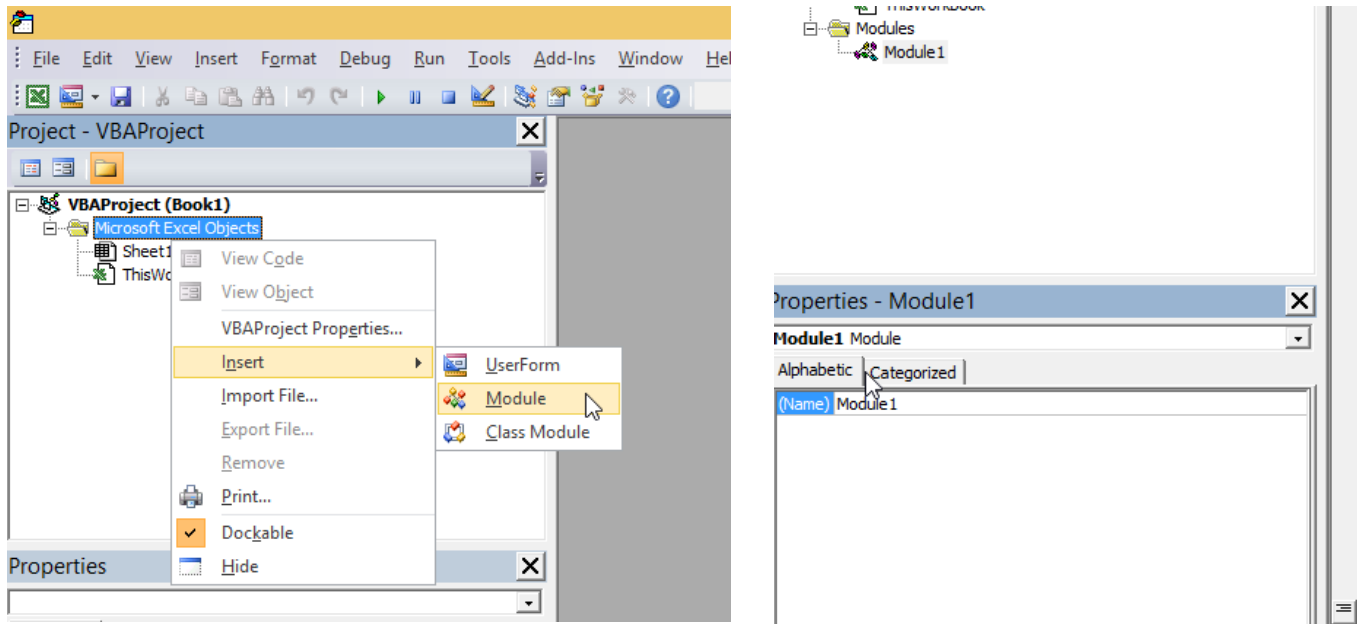 File Edit View Insert Format Debug Run Tools Add-Ins Window
Project - VBAProject
VBAProject (Book1)
Microsoft Excel Objects
Sheet1
ThisWo
View Code
View Object
VBAProject Properties...
Insert
Import File...
Export File...
Remove
Print...
Dockable
Hide
UserForm
Module
Class Module
Properties
ThisWorkbook
Modules
Module1
Properties - Module1
Module1 Module
Alphabetic Categorized
(Name) Module1